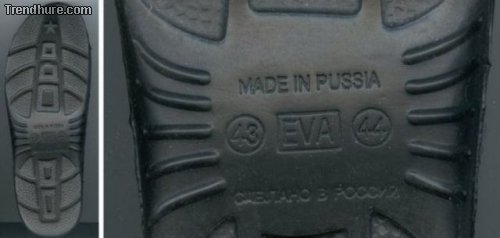 Trendhure.com
MADE IN PUSSIA
43 EVA 44
СДЕЛАНО В РОССИИ